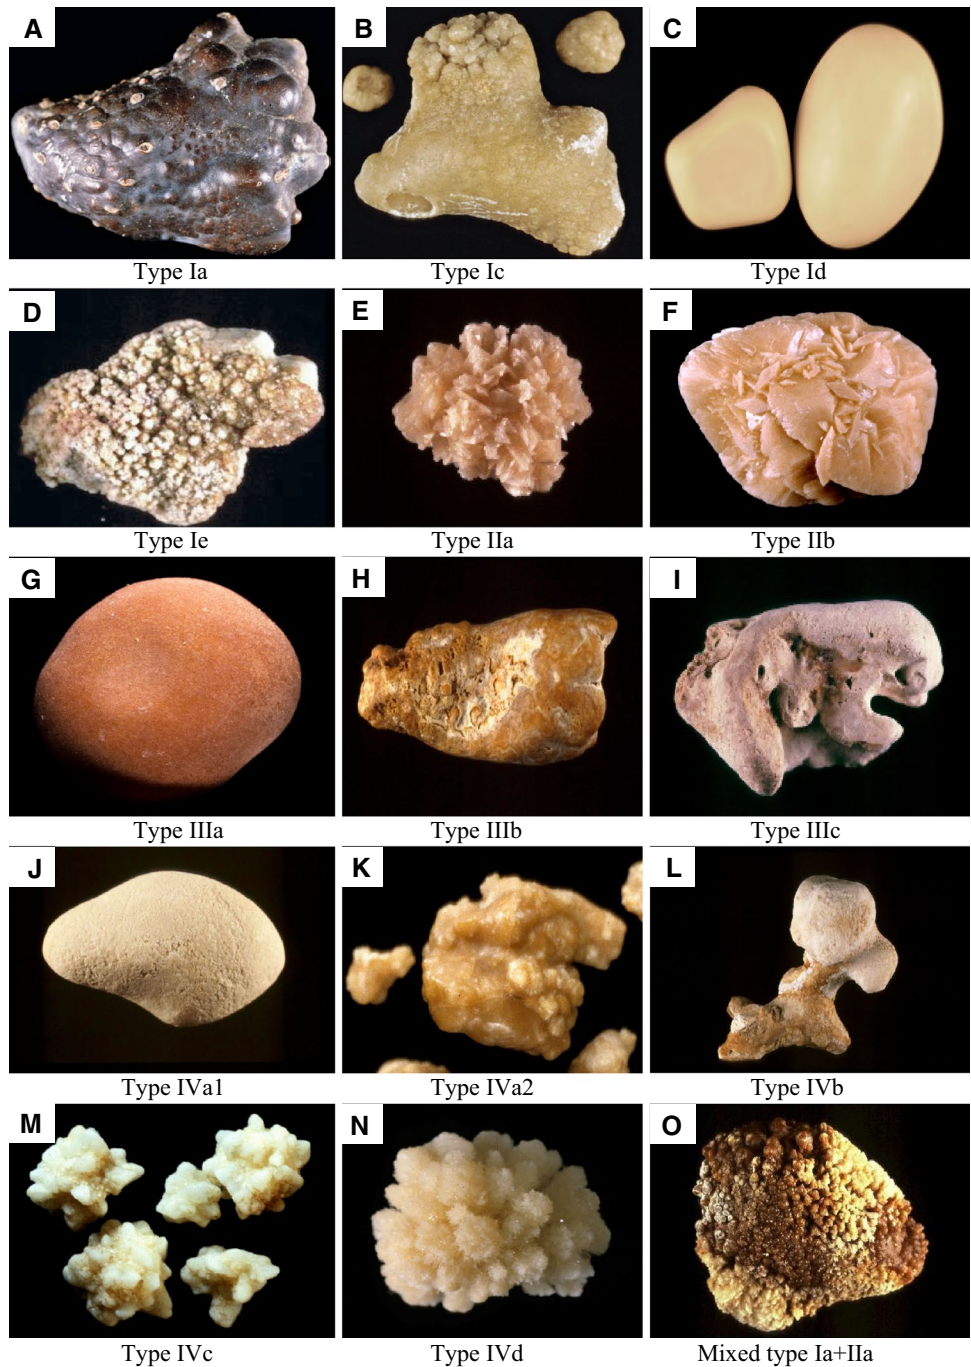 A B C
Type Ia Type Ic Type Id
D E F
Type Ie Type IIa Type IIb
G H I
Type IIIa Type IIIb Type IIIc
J K L
Type IVa1 Type IVa2 Type IVb
M N O
Type IVc Type IVd Mixed type Ia+IIa